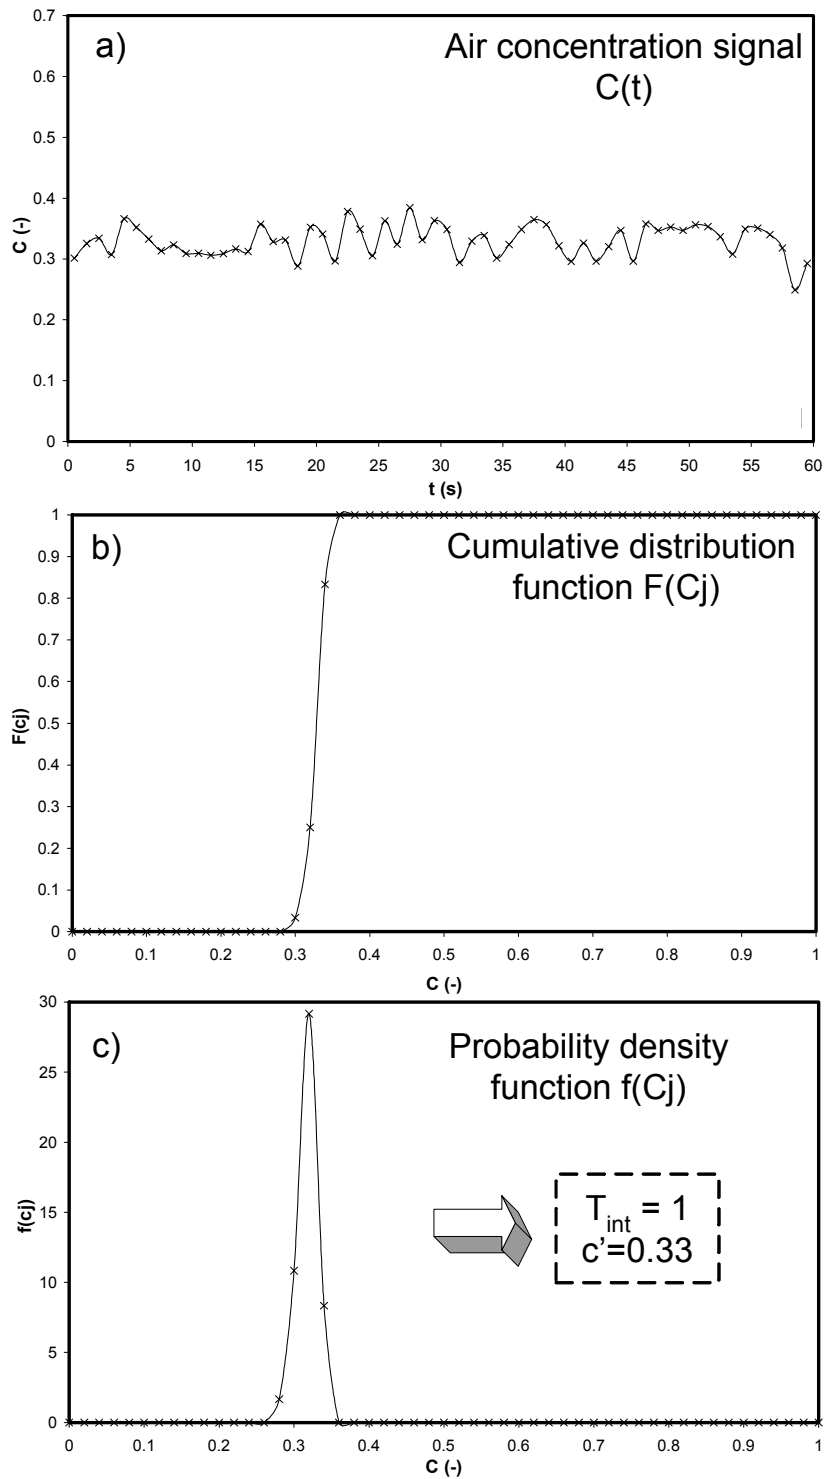 a)
Air concentration signal
C(t)
0.7
0.6
0.5
0.4
0.3
0.2
0.1
0
C (-)
0 5 10 15 20 25 30 35 40 45 50 55 60
t (s)
b)
Cumulative distribution
function F(Cj)
1
0.9
0.8
0.7
0.6
0.5
0.4
0.3
0.2
0.1
0
F(cj)
0 0.1 0.2 0.3 0.4 0.5 0.6 0.7 0.8 0.9 1
C (-)
c)
Probability density
function f(Cj)
30
25
20
15
10
5
0
f(cj)
T_int = 1
c’=0.33
0 0.1 0.2 0.3 0.4 0.5 0.6 0.7 0.8 0.9 1
C (-)